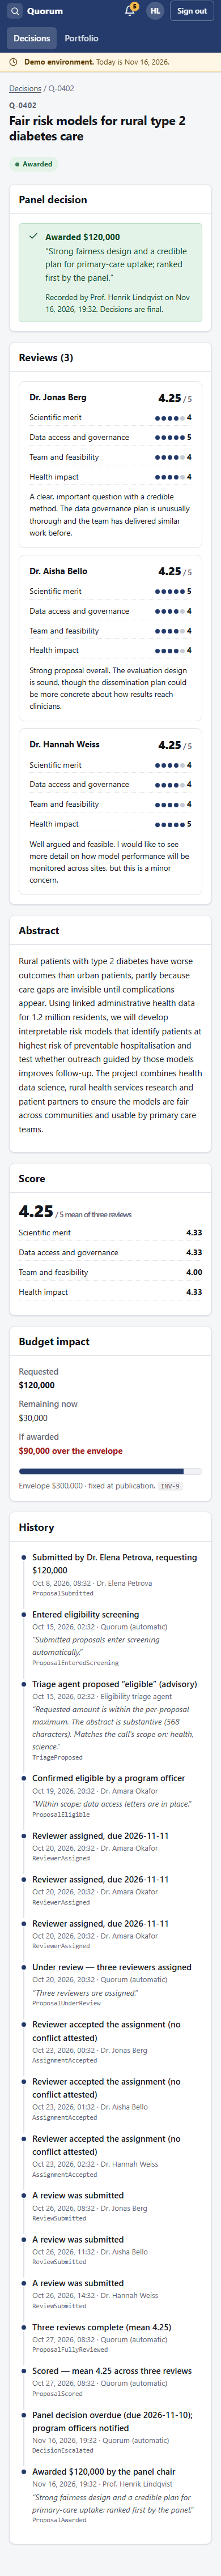 Quorum
6
HL
Sign out
Decisions
Portfolio
Demo environment. Today is Nov 16, 2026.
Decisions / Q-0402
Q-0402
Fair risk models for rural type 2
diabetes care
Awarded
Panel decision
Awarded $120,000
"Strong fairness design and a credible
plan for primary-care uptake; ranked
first by the panel."
Recorded by Prof. Henrik Lindqvist on Nov
16, 2026, 19:32. Decisions are final.
Reviews (3)
Dr. Jonas Berg 4.25 / 5
Scientific merit 4
Data access and governance 5
Team and feasibility 4
Health impact 4
A clear, important question with a credible
method. The data governance plan is unusually
thorough and the team has delivered similar
work before.
Dr. Aisha Bello 4.25 / 5
Scientific merit 5
Data access and governance 4
Team and feasibility 4
Health impact 4
Strong proposal overall. The evaluation design
is sound, though the dissemination plan could
be more concrete about how results reach
clinicians.
Dr. Hannah Weiss 4.25 / 5
Scientific merit 4
Data access and governance 4
Team and feasibility 4
Health impact 5
Well argued and feasible. I would like to see
more detail on how model performance will be
monitored across sites, but this is a minor
concern.
Abstract
Rural patients with type 2 diabetes have worse
outcomes than urban patients, partly because
care gaps are invisible until complications
appear. Using linked administrative health data
for 1.2 million residents, we will develop
interpretable risk models that identify patients at
highest risk of preventable hospitalisation and
test whether outreach guided by those models
improves follow-up. The project combines health
data science, rural health services research and
patient partners to ensure the models are fair
across communities and usable by primary care
teams.
Score
4.25 / 5 mean of three reviews
Scientific merit 4.33
Data access and governance 4.33
Team and feasibility 4.00
Health impact 4.33
Budget impact
Requested
$120,000
Remaining now
$30,000
If awarded
$90,000 over the envelope
Envelope $300,000 · fixed at publication. INV-9
History
Submitted by Dr. Elena Petrova, requesting
$120,000
Oct 8, 2026, 08:32 · Dr. Elena Petrova
ProposalSubmitted
Entered eligibility screening
Oct 15, 2026, 02:32 · Quorum (automatic)
"Submitted proposals enter screening
automatically."
ProposalEnteredScreening
Triage agent proposed "eligible" (advisory)
Oct 15, 2026, 02:32 · Eligibility triage agent
"Requested amount is within the per-proposal
maximum. The abstract is substantive (568
characters). Matches the call's scope on: health,
science."
TriageProposed
Confirmed eligible by a program officer
Oct 19, 2026, 20:32 · Dr. Amara Okafor
"Within scope; data access letters are in place."
ProposalEligible
Reviewer assigned, due 2026-11-11
Oct 20, 2026, 20:32 · Dr. Amara Okafor
ReviewerAssigned
Reviewer assigned, due 2026-11-11
Oct 20, 2026, 20:32 · Dr. Amara Okafor
ReviewerAssigned
Reviewer assigned, due 2026-11-11
Oct 20, 2026, 20:32 · Dr. Amara Okafor
ReviewerAssigned
Under review — three reviewers assigned
Oct 20, 2026, 20:32 · Quorum (automatic)
"Three reviewers are assigned."
ProposalUnderReview
Reviewer accepted the assignment (no
conflict attested)
Oct 23, 2026, 00:32 · Dr. Jonas Berg
AssignmentAccepted
Reviewer accepted the assignment (no
conflict attested)
Oct 23, 2026, 01:32 · Dr. Aisha Bello
AssignmentAccepted
Reviewer accepted the assignment (no
conflict attested)
Oct 23, 2026, 02:32 · Dr. Hannah Weiss
AssignmentAccepted
A review was submitted
Oct 26, 2026, 08:32 · Dr. Jonas Berg
ReviewSubmitted
A review was submitted
Oct 26, 2026, 11:32 · Dr. Aisha Bello
ReviewSubmitted
A review was submitted
Oct 26, 2026, 14:32 · Dr. Hannah Weiss
ReviewSubmitted
Three reviews complete (mean 4.25)
Oct 27, 2026, 08:32 · Quorum (automatic)
ProposalFullyReviewed
Scored — mean 4.25 across three reviews
Oct 27, 2026, 08:32 · Quorum (automatic)
ProposalScored
Panel decision overdue (due 2026-11-10);
program officers notified
Nov 16, 2026, 19:32 · Quorum (automatic)
DecisionEscalated
Awarded $120,000 by the panel chair
Nov 16, 2026, 19:32 · Prof. Henrik Lindqvist
"Strong fairness design and a credible plan for
primary-care uptake; ranked first by the panel."
ProposalAwarded